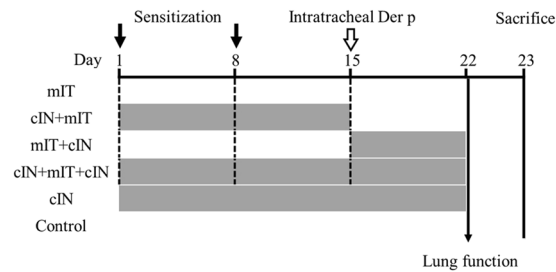 Sensitization Intratracheal Der p Sacrifice
Day 1 8 15 22 23
mIT
cIN+mIT
mIT+cIN
cIN+mIT+cIN
cIN
Control
Lung function